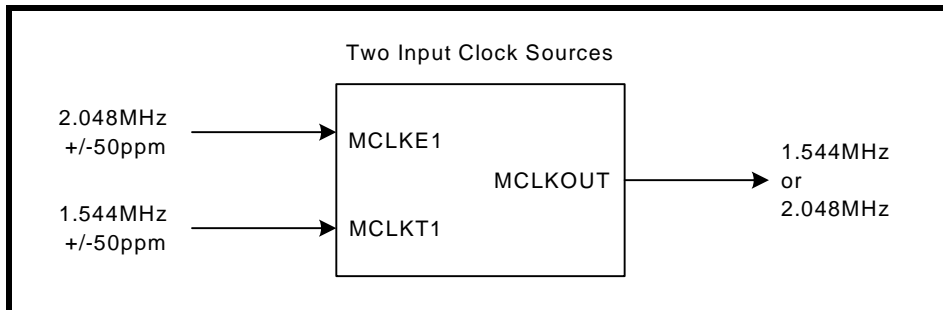 Two Input Clock Sources
2.048MHz
+/-50ppm
MCLKE1
MCLKOUT
1.544MHz
or
2.048MHz
1.544MHz
+/-50ppm
MCLKT1